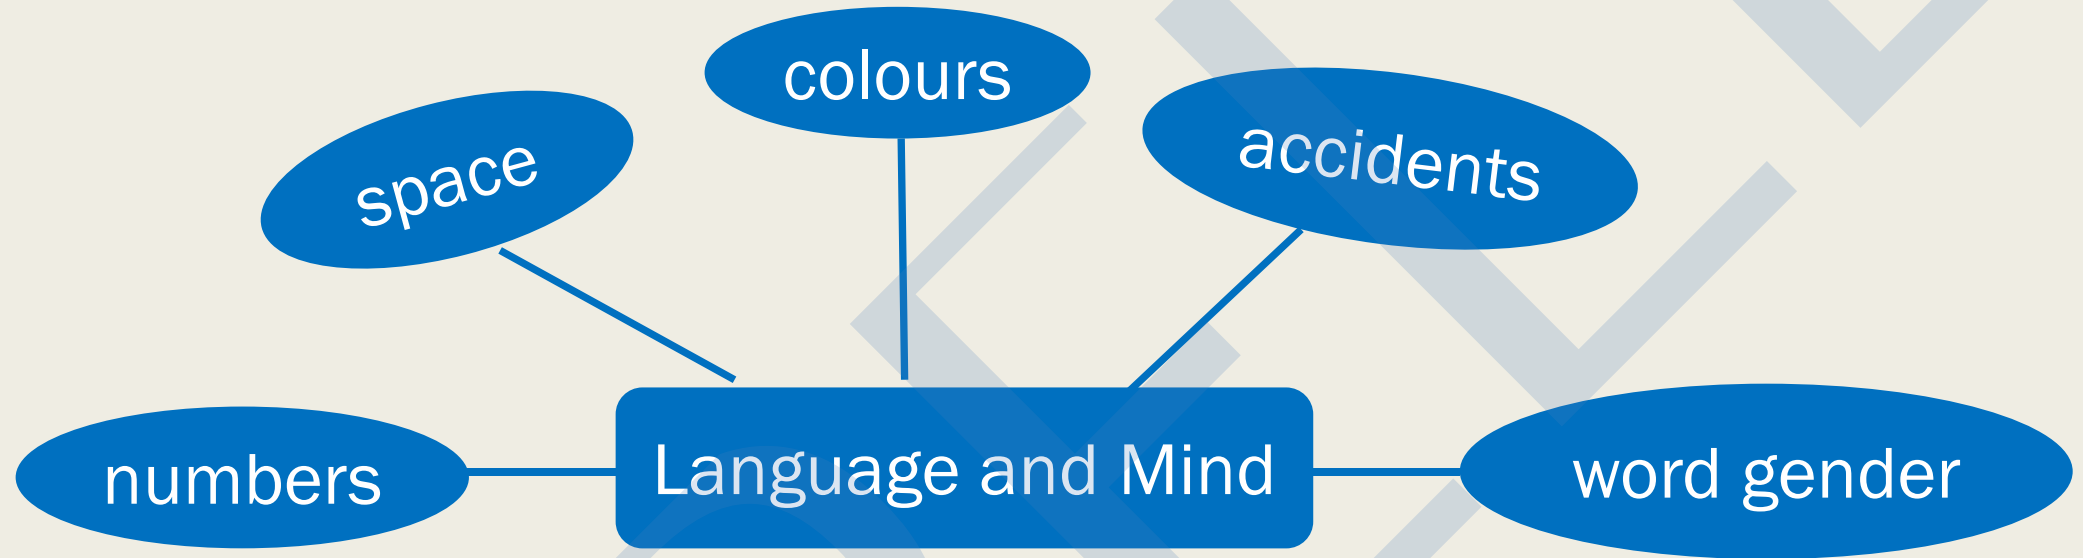 colours
space
accidents
numbers
Language and Mind
word gender